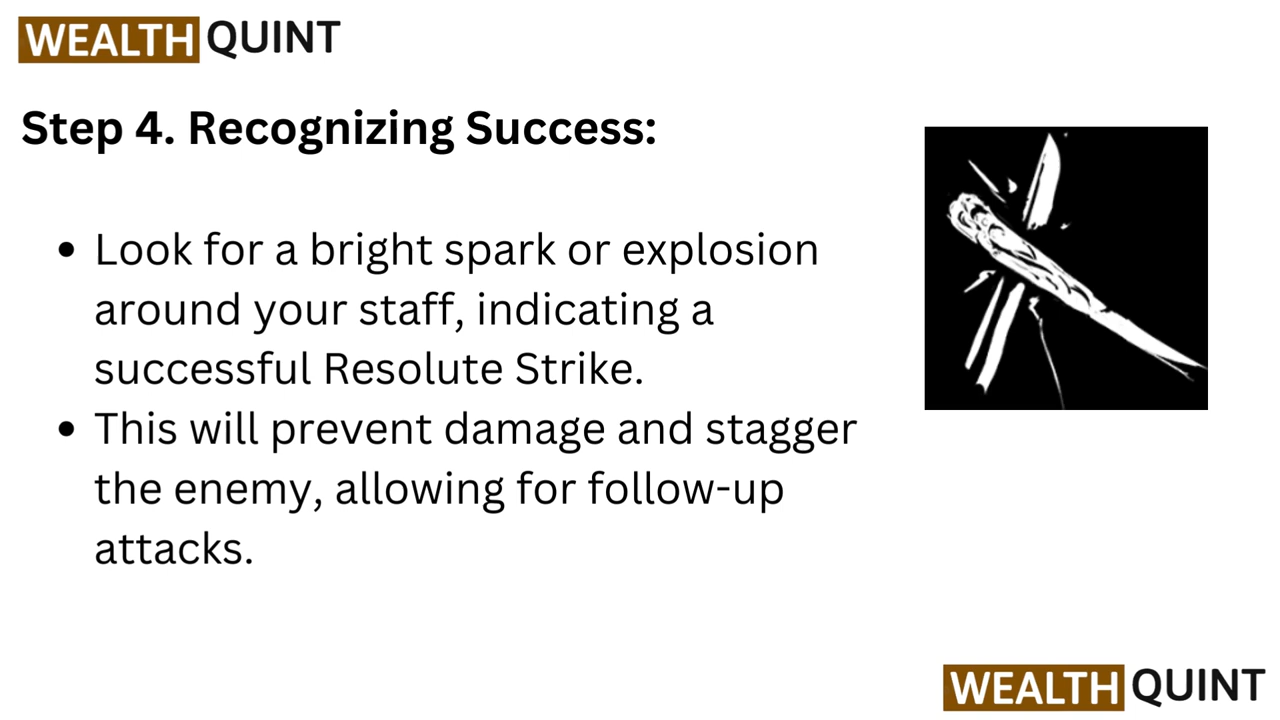 WEALTH QUINT
Step 4. Recognizing Success:
• Look for a bright spark or explosion
around your staff, indicating a
successful Resolute Strike.
• This will prevent damage and stagger
the enemy, allowing for follow-up
attacks.
WEALTH QUINT